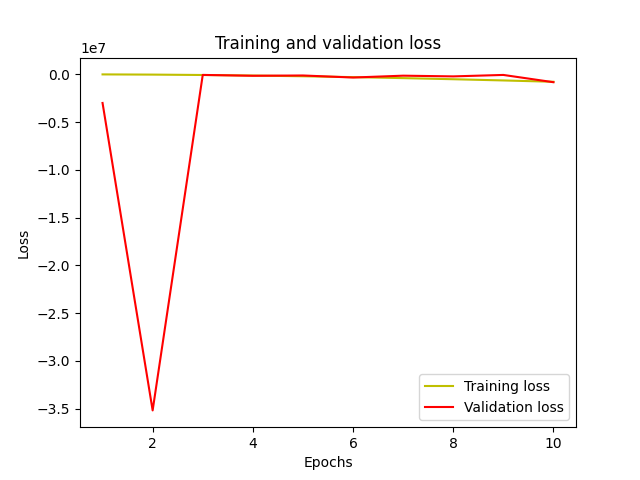 Training and validation loss
1e7
0.0
−0.5
−1.0
−1.5
−2.0
−2.5
−3.0
−3.5
Loss
2 4 6 8 10
Epochs
Training loss
Validation loss